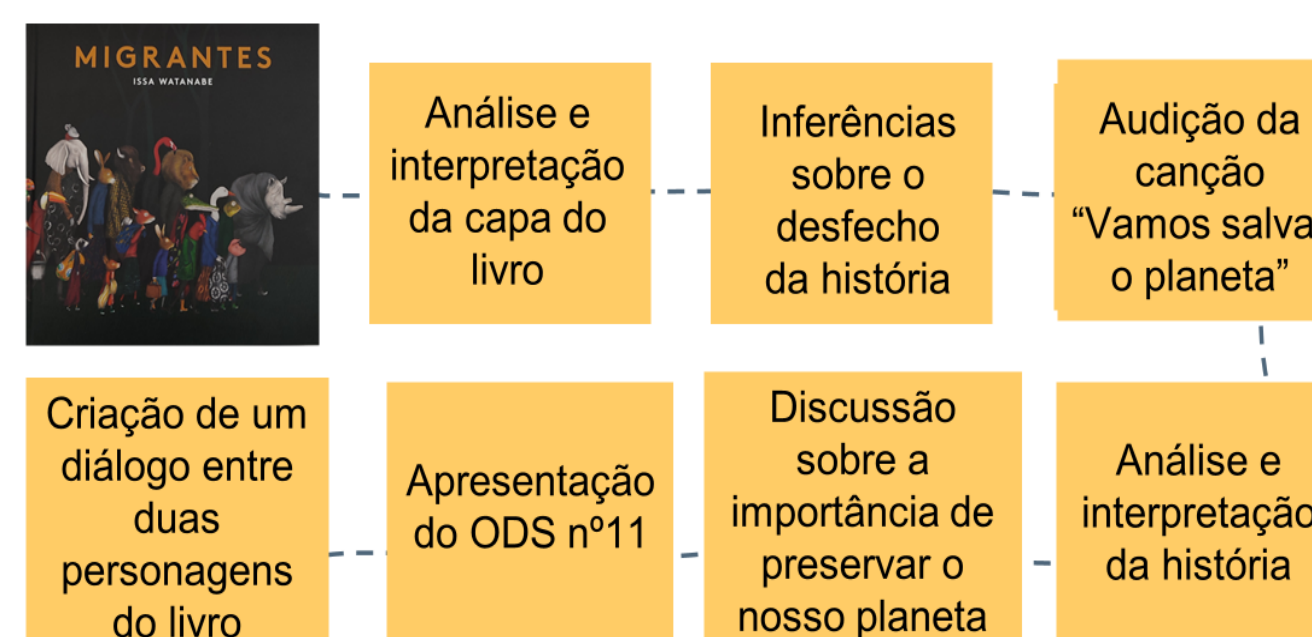 MIGRANTES
ISSA WATANABE
Análise e
interpretação
da capa do
livro
Inferências
sobre o
desfecho
da história
Audição da
canção
“Vamos salva
o planeta”
Análise e
interpretação
da história
Discussão
sobre a
importância de
preservar o
nosso planeta
Apresentação
do ODS nº11
Criação de um
diálogo entre
duas
personagens
do livro